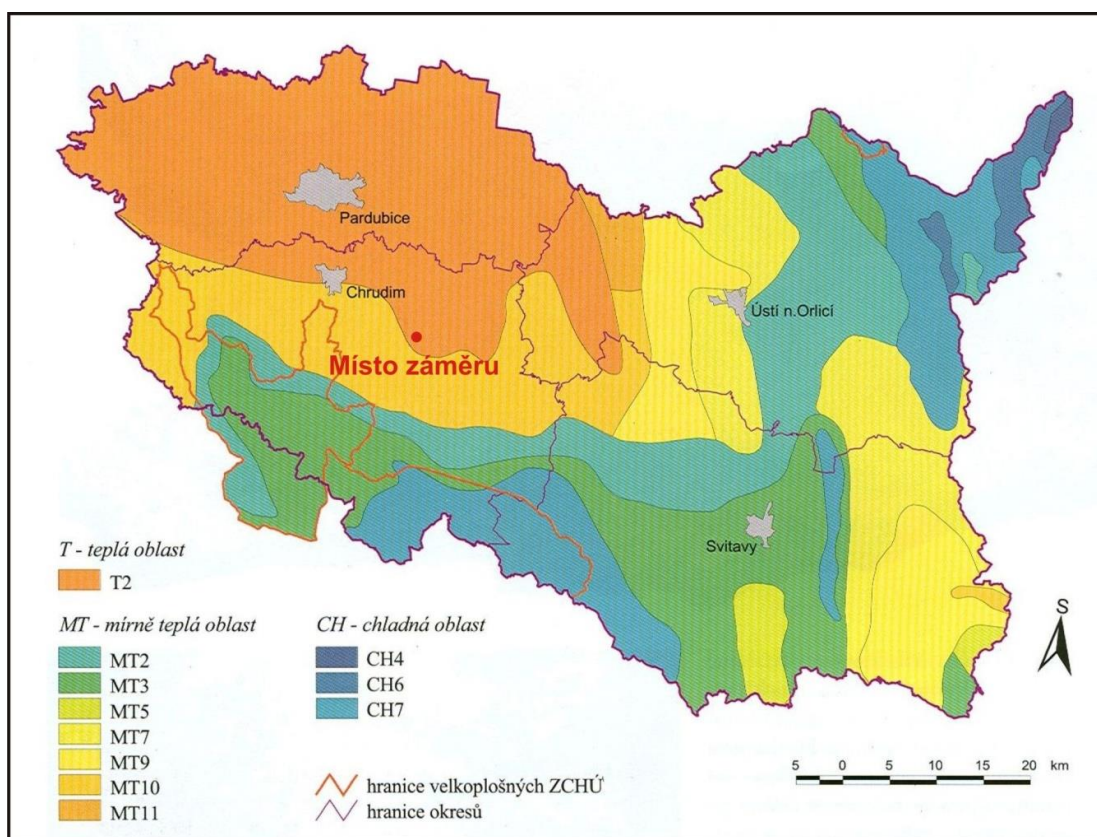 Pardubice
Chrudim
Ústí n.Orlicí
Místo záměru
Svitavy
T - teplá oblast
T2
MT - mírně teplá oblast
MT2
MT3
MT5
MT7
MT9
MT10
MT11
CH - chladná oblast
CH4
CH6
CH7
hranice velkoplošných ZCHÚ
hranice okresů
S
5 0 5 10 15 20 km